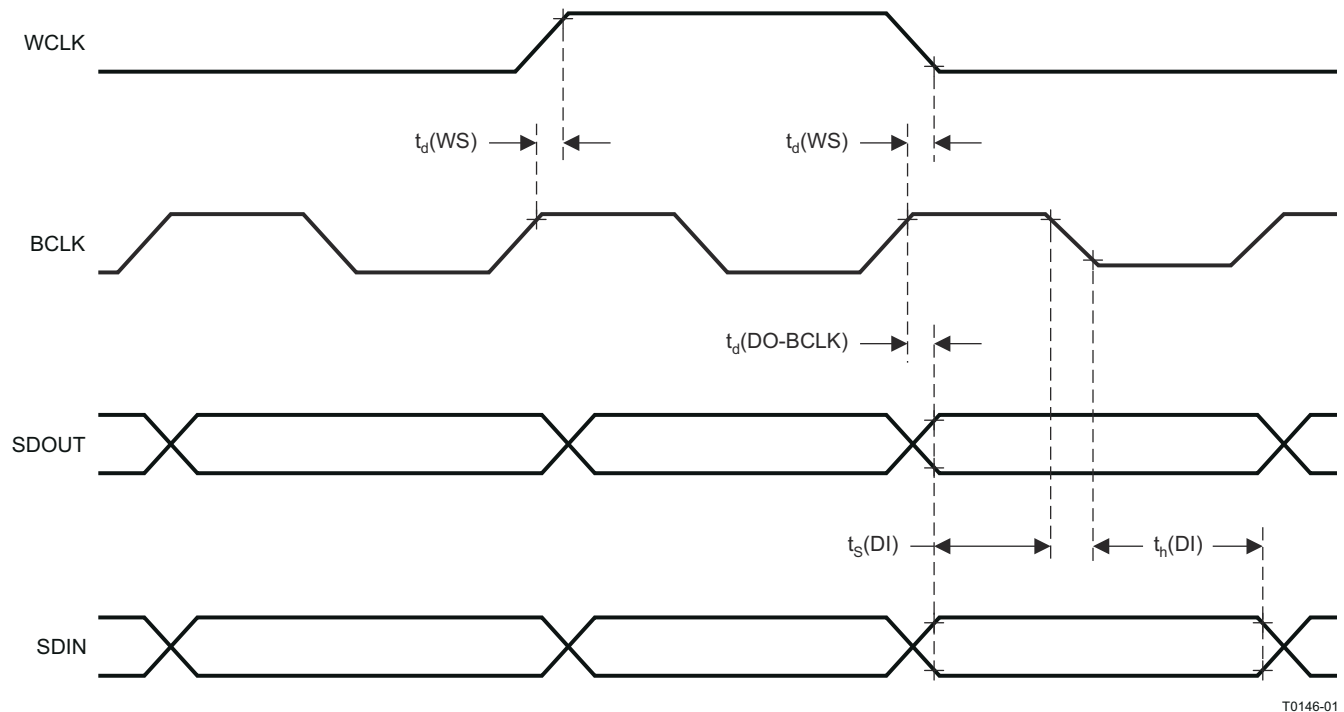 WCLK
td(WS) td(WS)
BCLK
td(DO-BCLK)
SDOUT
tS(DI) th(DI)
SDIN
T0146-01